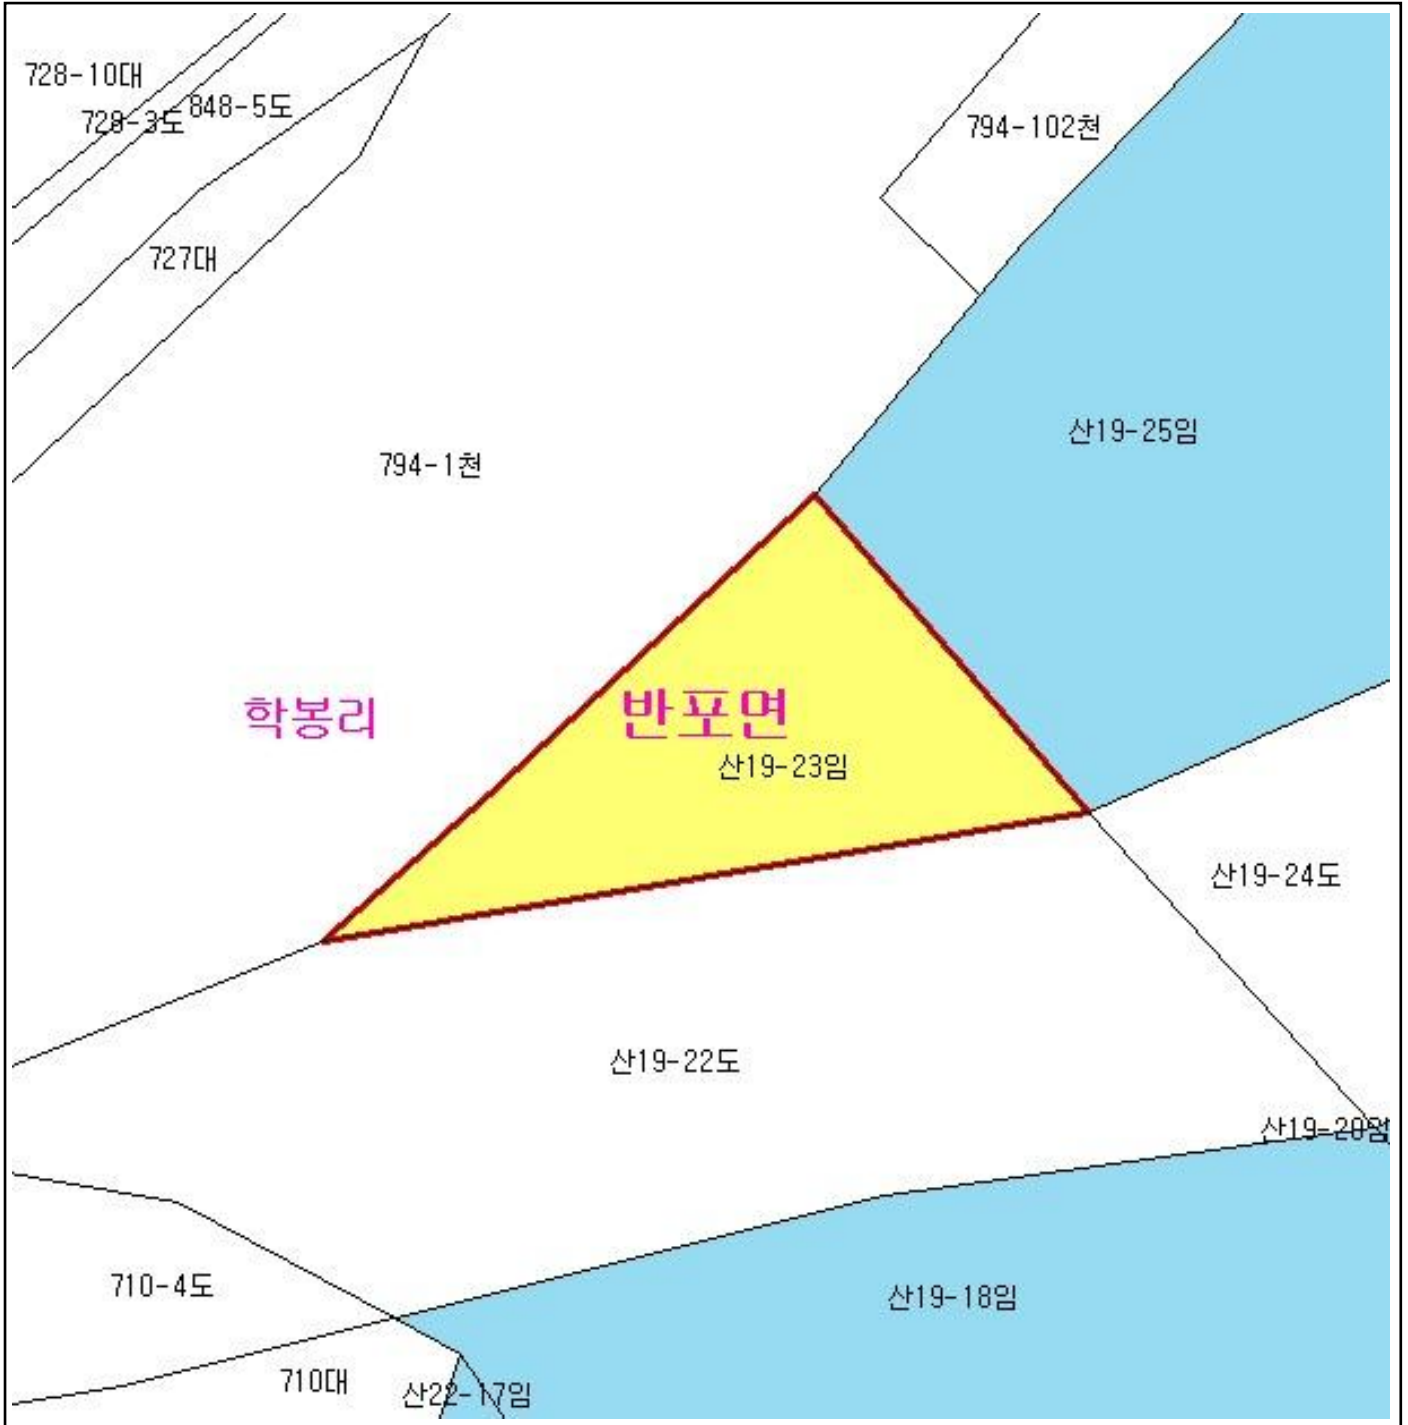 728-10대
728-3도
848-5도
794-102천
727대
산19-25임
794-1천
학봉리
반포면
산19-23임
산19-24도
산19-22도
산19-20임
710-4도
산19-18임
710대
산22-17임